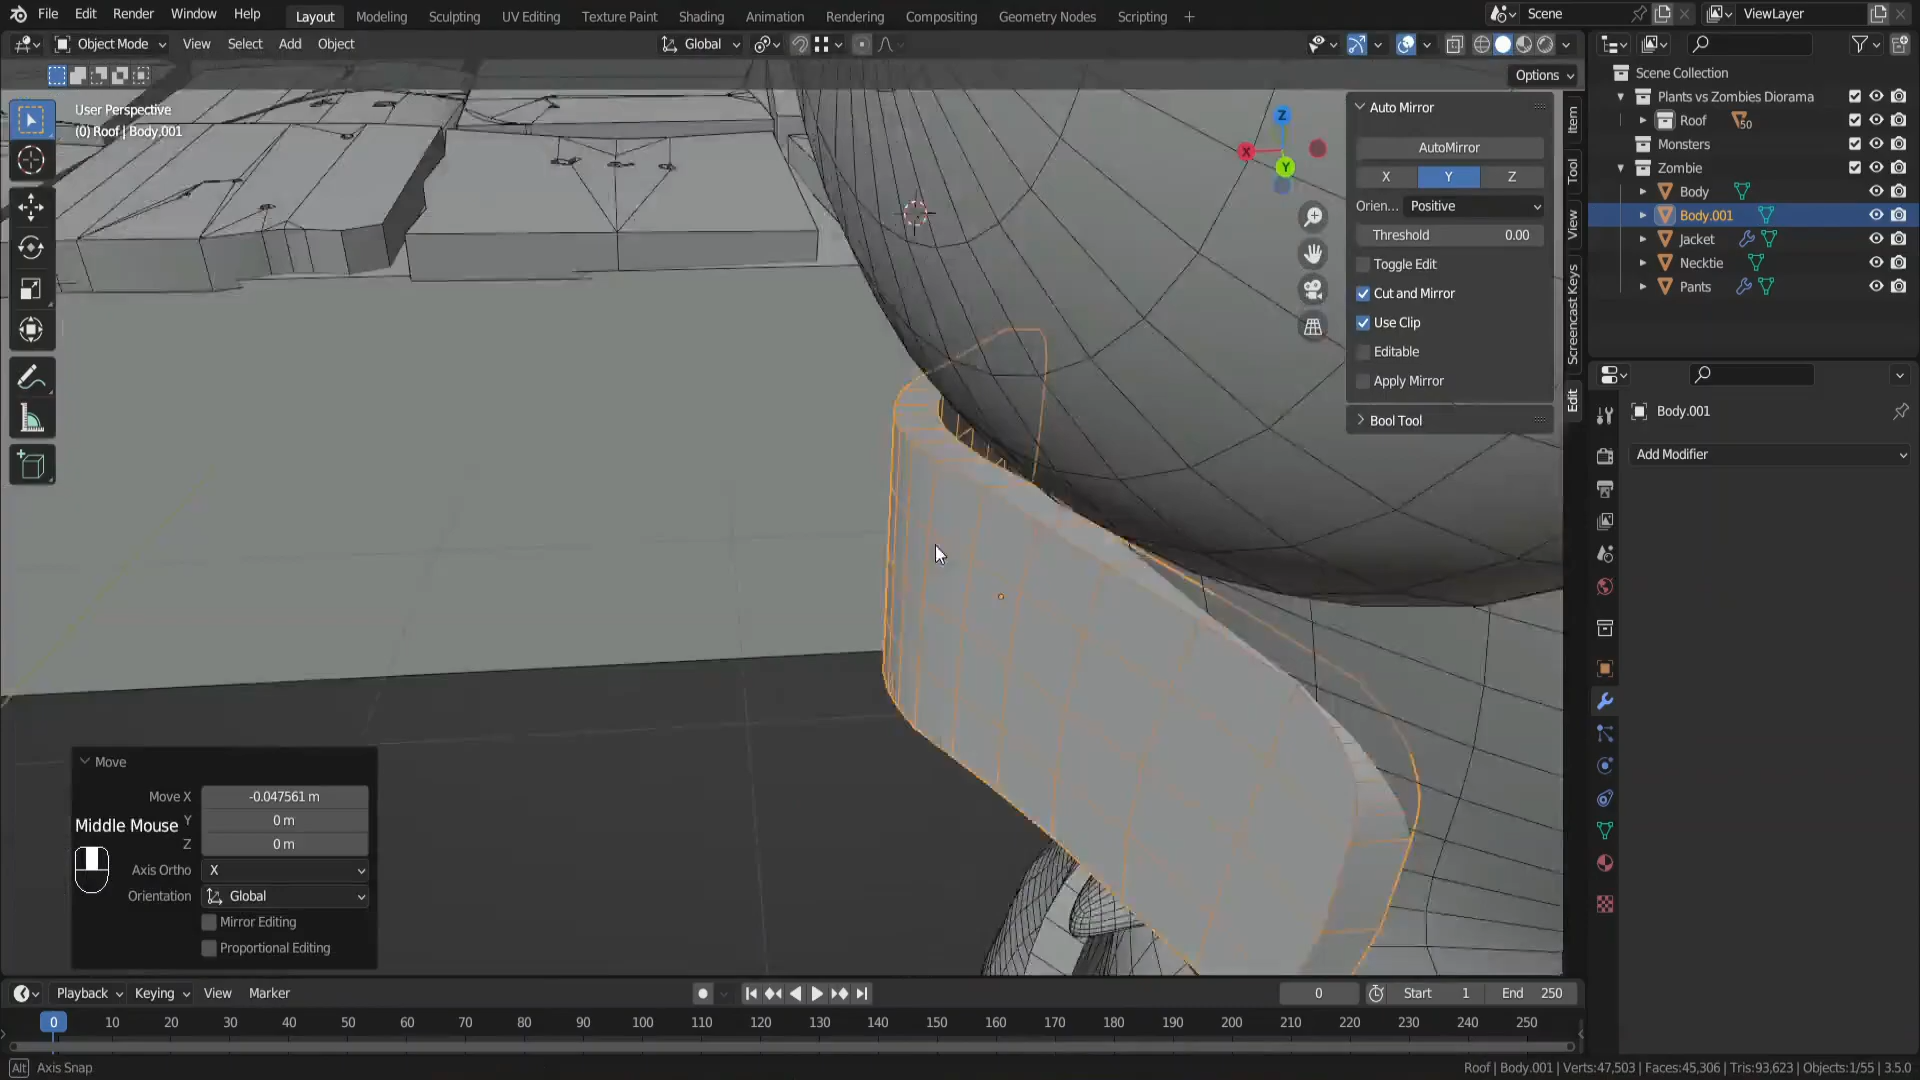 File Edit Render Window Help Layout Modeling Sculpting UV Editing Texture Paint Shading Animation Rendering Compositing Geometry Nodes Scripting + Scene ViewLayer
Object Mode View Select Add Object Global
Options
User Perspective
(0) Roof | Body.001
Auto Mirror
AutoMirror
X Y Z
Orien... Positive
Threshold 0.00
Toggle Edit
Cut and Mirror
Use Clip
Editable
Apply Mirror
Bool Tool
Item
Tool
View
Screencast Keys
Edit
Z
X
Y
Scene Collection
Plants vs Zombies Diorama
Roof 50
Monsters
Zombie
Body
Body.001
Jacket
Necktie
Pants
Body.001
Add Modifier
Move
Move X -0.047561 m
Middle Mouse Y 0 m
Z 0 m
Axis Ortho X
Orientation Global
Mirror Editing
Proportional Editing
Playback Keying View Marker 0 Start 1 End 250
0 10 20 30 40 50 60 70 80 90 100 110 120 130 140 150 160 170 180 190 200 210 220 230 240 250
Alt Axis Snap Roof | Body.001 | Verts:47,503 | Faces:45,306 | Tris:93,623 | Objects:1/55 | 3.5.0